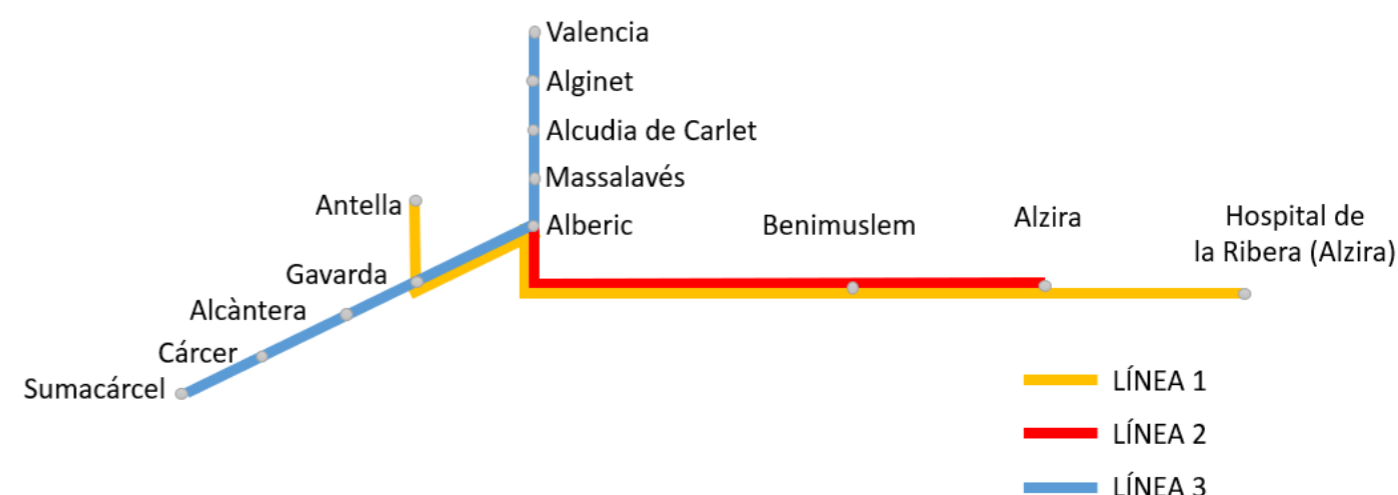 Valencia
Alginet
Alcudia de Carlet
Massalavés
Antella
Alberic
Benimuslem
Alzira
Hospital de
la Ribera (Alzira)
Gavarda
Alcàntera
Cárcer
Sumacárcel
LÍNEA 1
LÍNEA 2
LÍNEA 3